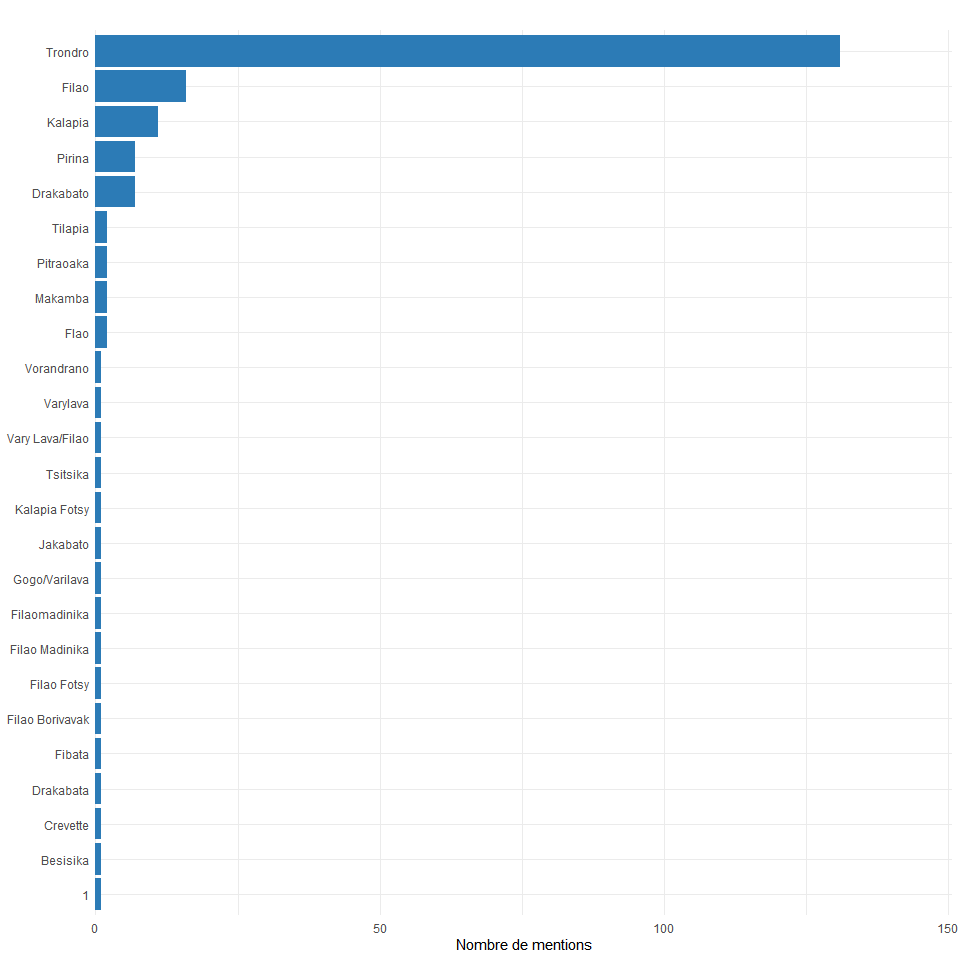 Trondro
Filao
Kalapia
Pirina
Drakabato
Tilapia
Pitraoaka
Makamba
Flao
Vorandrano
Varylava
Vary Lava/Filao
Tsitsika
Kalapia Fotsy
Jakabato
Gogo/Varilava
Filaomadinika
Filao Madinika
Filao Fotsy
Filao Borivavak
Fibata
Drakabata
Crevette
Besisika
1
0 50 100 150
Nombre de mentions